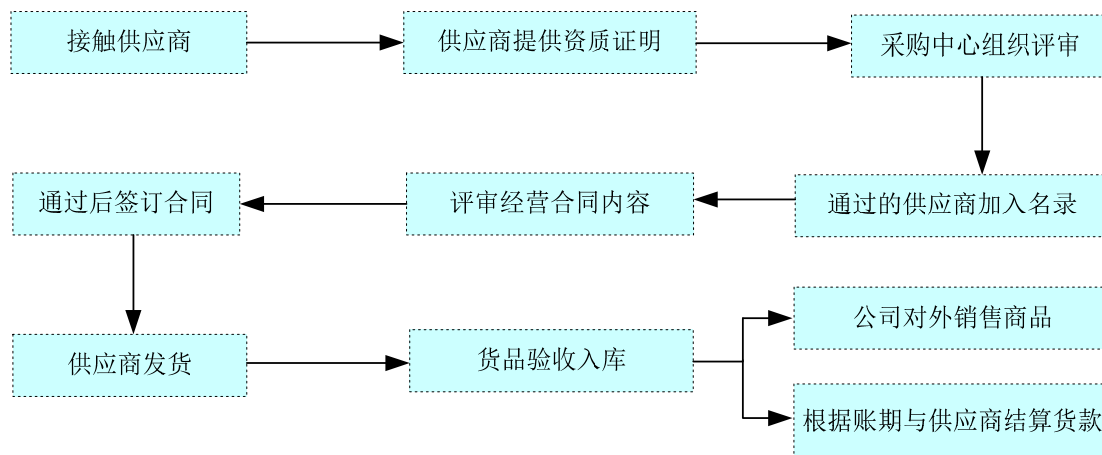 接触供应商
供应商提供资质证明
采购中心组织评审
通过的供应商加入名录
评审经营合同内容
通过后签订合同
供应商发货
货品验收入库
公司对外销售商品
根据账期与供应商结算货款